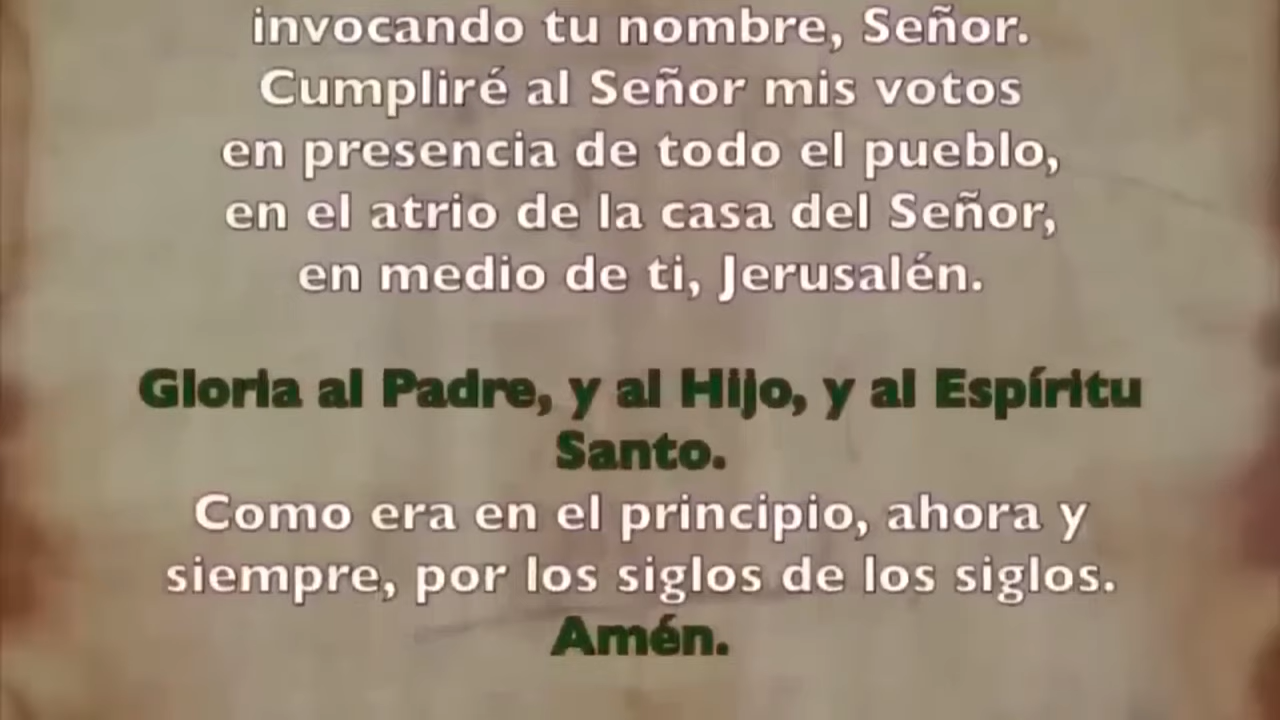 invocando tu nombre, Señor.
Cumpliré al Señor mis votos
en presencia de todo el pueblo,
en el atrio de la casa del Señor,
en medio de ti, Jerusalén.
Gloria al Padre, y al Hijo, y al Espíritu
Santo.
Como era en el principio, ahora y
siempre, por los siglos de los siglos.
Amén.